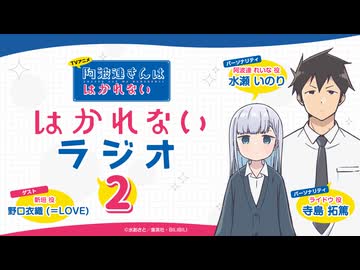 TVアニメ
阿波連さんは
はかれない
パーソナリティ
阿波連 れいな 役
水瀬 いのり
はかれない
ラジオ
2
ゲスト
新垣 役
野口衣織 (=LOVE)
パーソナリティ
ライドウ 役
寺島 拓篤
©水あさと／集英社・BILIBILI